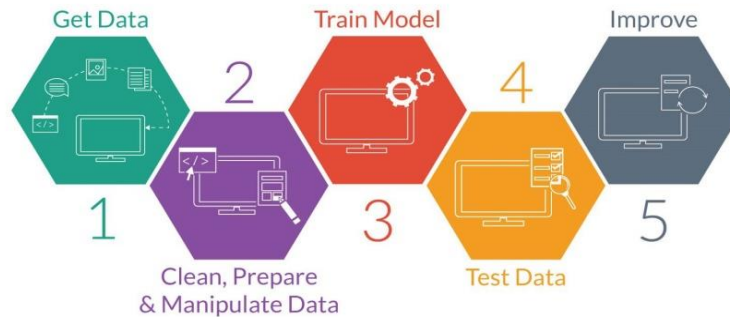 Get Data
1
2
Clean, Prepare
& Manipulate Data
Train Model
3
4
Test Data
Improve
5
</>
</>